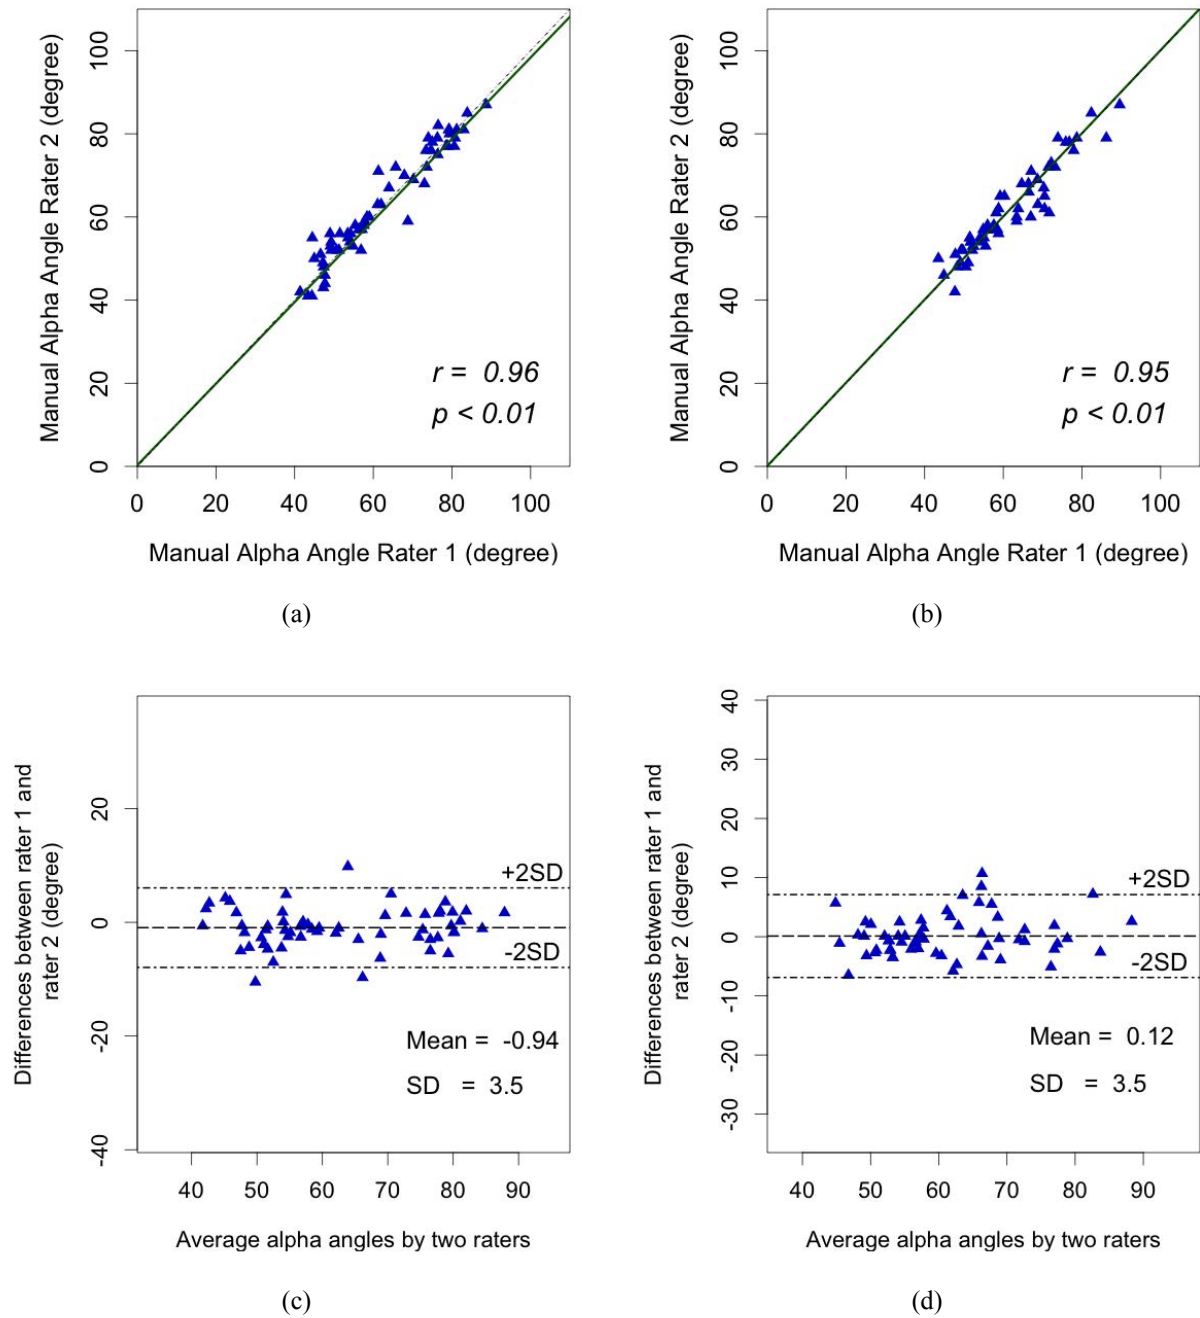 Manual Alpha Angle Rater 2 (degree)
0 20 40 60 80 100
r = 0.96
p < 0.01
0 20 40 60 80 100
Manual Alpha Angle Rater 1 (degree)
(a)
Manual Alpha Angle Rater 2 (degree)
0 20 40 60 80 100
r = 0.95
p < 0.01
0 20 40 60 80 100
Manual Alpha Angle Rater 1 (degree)
(b)
Differences between rater 1 and
rater 2 (degree)
-40 -20 0 20
+2SD
-2SD
Mean = -0.94
SD = 3.5
40 50 60 70 80 90
Average alpha angles by two raters
(c)
Differences between rater 1 and
rater 2 (degree)
-30 -20 -10 0 10 20 30 40
+2SD
-2SD
Mean = 0.12
SD = 3.5
40 50 60 70 80 90
Average alpha angles by two raters
(d)